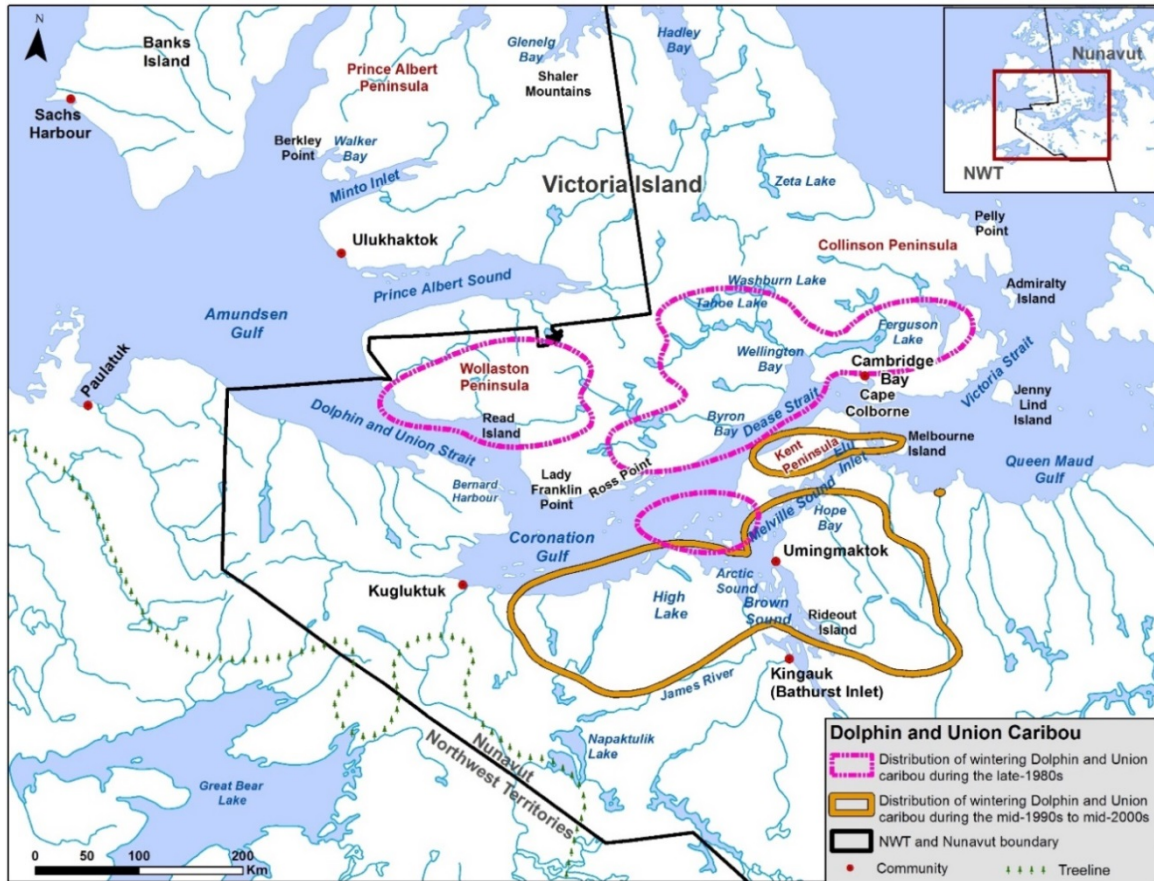 N
Banks
Island
Sachs
Harbour
Prince Albert
Peninsula
Glenelg
Bay
Shaler
Mountains
Hadley
Bay
Nunavut
NWT
Berkley
Point
Walker
Bay
Minto Inlet
Victoria Island
Zeta Lake
Pelly
Point
Ulukhaktok
Collinson Peninsula
Prince Albert Sound
Washburn Lake
Tahoe Lake
Admiralty
Island
Amundsen
Gulf
Ferguson
Lake
Wellington
Bay
Paulatuk
Wollaston
Peninsula
Cambridge
Bay
Cape
Colborne
Victoria Strait
Jenny
Lind
Island
Read
Island
Dolphin and Union Strait
Byron
Bay
Dease Strait
Kent
Peninsula
Elu
Inlet
Melbourne
Island
Queen Maud
Gulf
Bernard
Harbour
Lady
Franklin
Point
Ross Point
Melville Sound
Hope
Bay
Coronation
Gulf
Umingmaktok
Kugluktuk
High
Lake
Arctic
Sound
Brown
Sound
Rideout
Island
Kingauk
(Bathurst Inlet)
James River
Napaktulik
Lake
Nunavut
Northwest Territories
Great Bear
Lake
0 50 100 200
Km
Dolphin and Union Caribou
Distribution of wintering Dolphin and Union
caribou during the late-1980s
Distribution of wintering Dolphin and Union
caribou during the mid-1990s to mid-2000s
NWT and Nunavut boundary
Community
Treeline